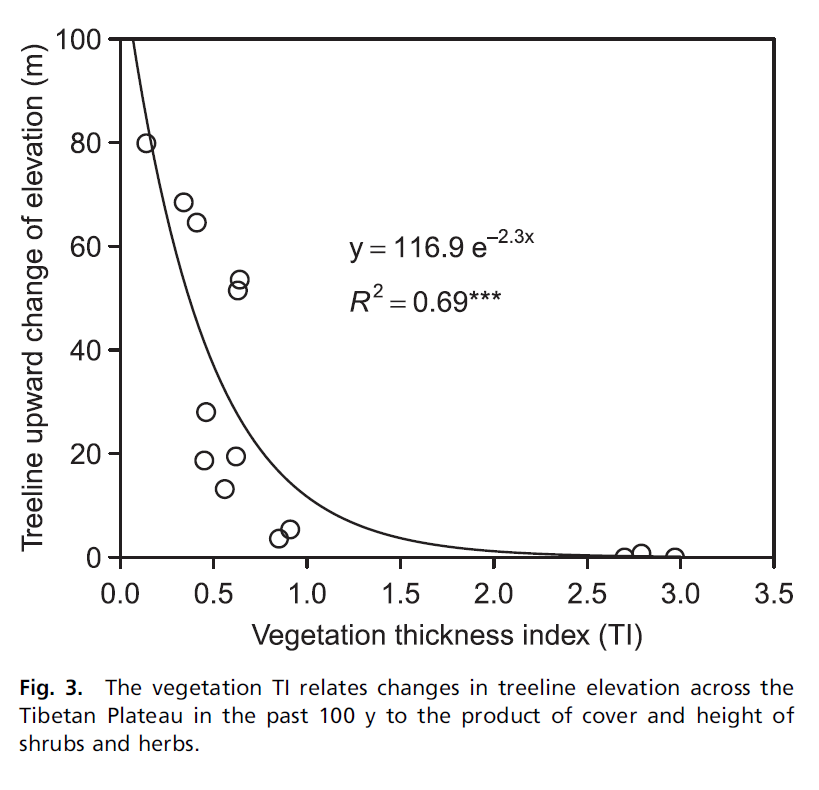 Treeline upward change of elevation (m)
100
80
60
40
20
0
y = 116.9 e^–2.3x
R² = 0.69***
0.0 0.5 1.0 1.5 2.0 2.5 3.0 3.5
Vegetation thickness index (TI)
Fig. 3. The vegetation TI relates changes in treeline elevation across the
Tibetan Plateau in the past 100 y to the product of cover and height of
shrubs and herbs.